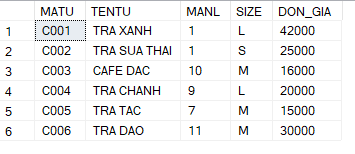 MATU TENTU MANL SIZE DON_GIA
1 C001 TRA XANH 1 L 42000
2 C002 TRA SUA THAI 1 S 25000
3 C003 CAFE DAC 10 M 16000
4 C004 TRA CHANH 9 L 20000
5 C005 TRA TAC 7 M 15000
6 C006 TRA DAO 11 M 30000